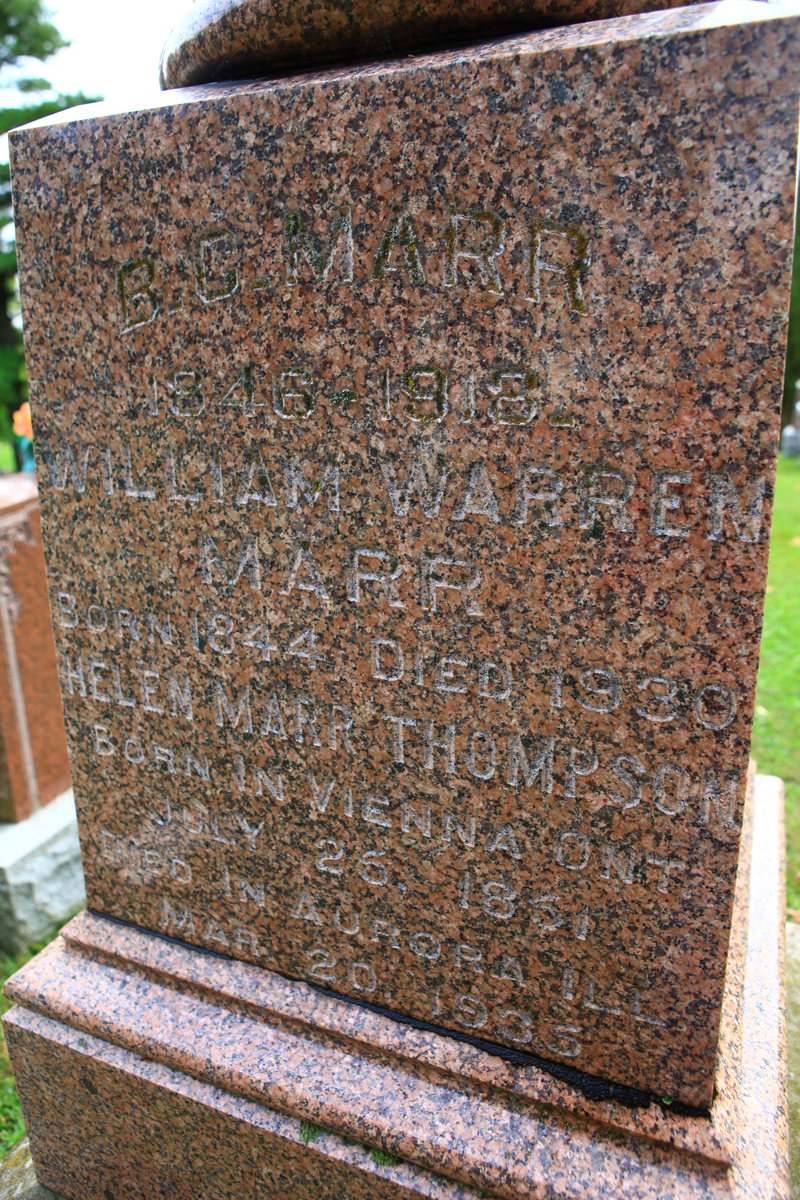 B.C. MARR
1846-1918.
WILLIAM WARREN
MARR
BORN 1844, DIED 1930
HELEN MARR THOMPSON
BORN IN VIENNA ONT
JULY 25, 1851
DIED IN AURORA ILL
MAR 20, 1935